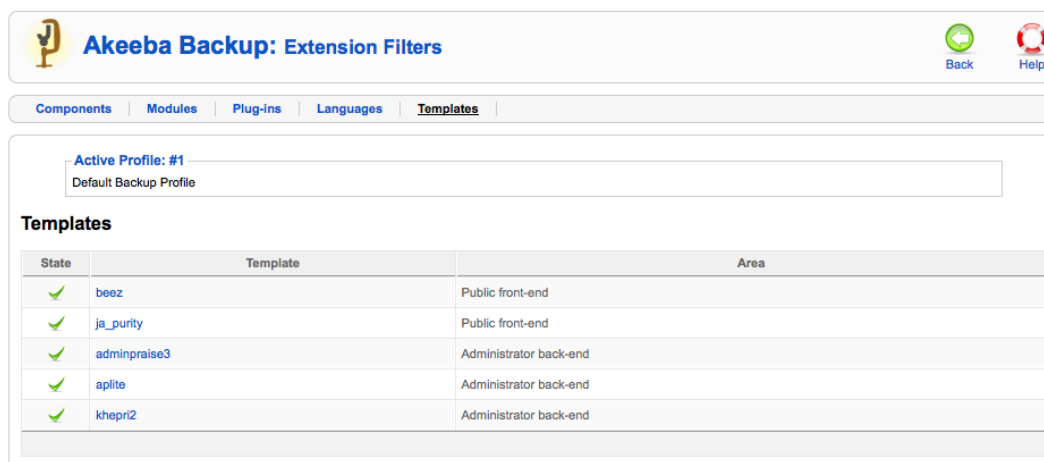 Akeeba Backup: Extension Filters
Back
Help
Components Modules Plug-ins Languages Templates
Active Profile: #1
Default Backup Profile
Templates
State Template Area
beez Public front-end
ja_purity Public front-end
adminpraise3 Administrator back-end
aplite Administrator back-end
khepri2 Administrator back-end